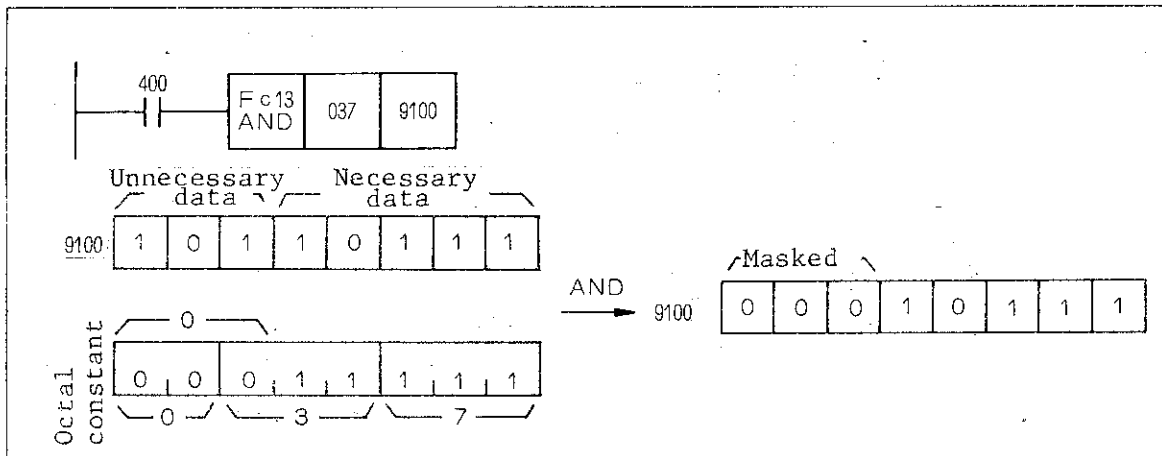 400
Fc13
AND
037
9100
Unnecessary data
Necessary data
9100 1 0 1 1 0 1 1 1
AND
Masked
9100 0 0 0 1 0 1 1 1
Octal constant
0
0 0 0 1 1 1 1 1
0 3 7